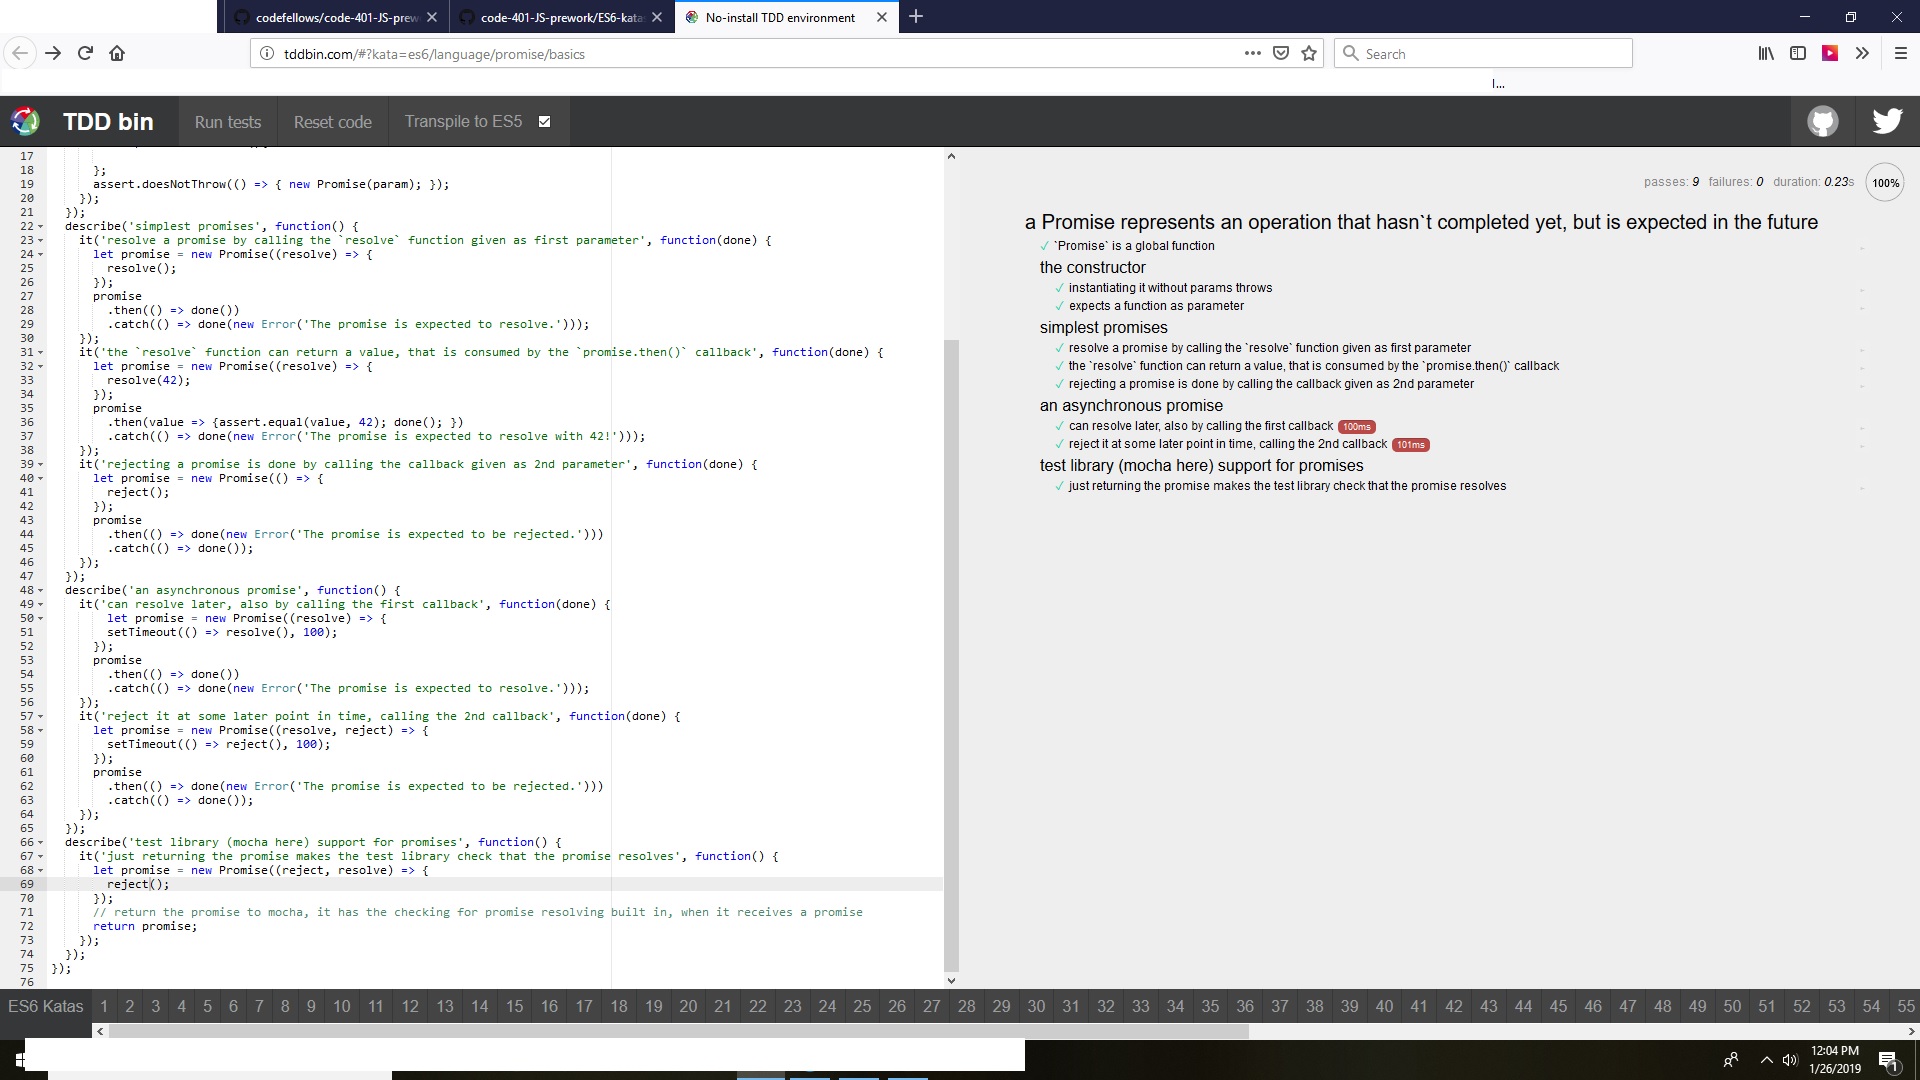 codefellows/code-401-JS-prew
code-401-JS-prework/ES6-kata
No-install TDD environment
tddbin.com/#?kata=es6/language/promise/basics
Search
I...
TDD bin
Run tests
Reset code
Transpile to ES5
17
18 };
19 assert.doesNotThrow(() => { new Promise(param); });
20 });
21 });
22 describe('simplest promises', function() {
23 it('resolve a promise by calling the `resolve` function given as first parameter', function(done) {
24 let promise = new Promise((resolve) => {
25 resolve();
26 });
27 promise
28 .then(() => done())
29 .catch(() => done(new Error('The promise is expected to resolve.')));
30 });
31 it('the `resolve` function can return a value, that is consumed by the `promise.then()` callback', function(done) {
32 let promise = new Promise((resolve) => {
33 resolve(42);
34 });
35 promise
36 .then(value => {assert.equal(value, 42); done(); })
37 .catch(() => done(new Error('The promise is expected to resolve with 42!')));
38 });
39 it('rejecting a promise is done by calling the callback given as 2nd parameter', function(done) {
40 let promise = new Promise(() => {
41 reject();
42 });
43 promise
44 .then(() => done(new Error('The promise is expected to be rejected.')))
45 .catch(() => done());
46 });
47 });
48 describe('an asynchronous promise', function() {
49 it('can resolve later, also by calling the first callback', function(done) {
50 let promise = new Promise((resolve) => {
51 setTimeout(() => resolve(), 100);
52 });
53 promise
54 .then(() => done())
55 .catch(() => done(new Error('The promise is expected to resolve.')));
56 });
57 it('reject it at some later point in time, calling the 2nd callback', function(done) {
58 let promise = new Promise((resolve, reject) => {
59 setTimeout(() => reject(), 100);
60 });
61 promise
62 .then(() => done(new Error('The promise is expected to be rejected.')))
63 .catch(() => done());
64 });
65 });
66 describe('test library (mocha here) support for promises', function() {
67 it('just returning the promise makes the test library check that the promise resolves', function() {
68 let promise = new Promise((reject, resolve) => {
69 reject();
70 });
71 // return the promise to mocha, it has the checking for promise resolving built in, when it receives a promise
72 return promise;
73 });
74 });
75 });
76
passes: 9 failures: 0 duration: 0.23s 100%
a Promise represents an operation that hasn`t completed yet, but is expected in the future
✓ `Promise` is a global function
the constructor
✓ instantiating it without params throws
✓ expects a function as parameter
simplest promises
✓ resolve a promise by calling the `resolve` function given as first parameter
✓ the `resolve` function can return a value, that is consumed by the `promise.then()` callback
✓ rejecting a promise is done by calling the callback given as 2nd parameter
an asynchronous promise
✓ can resolve later, also by calling the first callback 100ms
✓ reject it at some later point in time, calling the 2nd callback 101ms
test library (mocha here) support for promises
✓ just returning the promise makes the test library check that the promise resolves
ES6 Katas 1 2 3 4 5 6 7 8 9 10 11 12 13 14 15 16 17 18 19 20 21 22 23 24 25 26 27 28 29 30 31 32 33 34 35 36 37 38 39 40 41 42 43 44 45 46 47 48 49 50 51 52 53 54 55
12:04 PM
1/26/2019
1